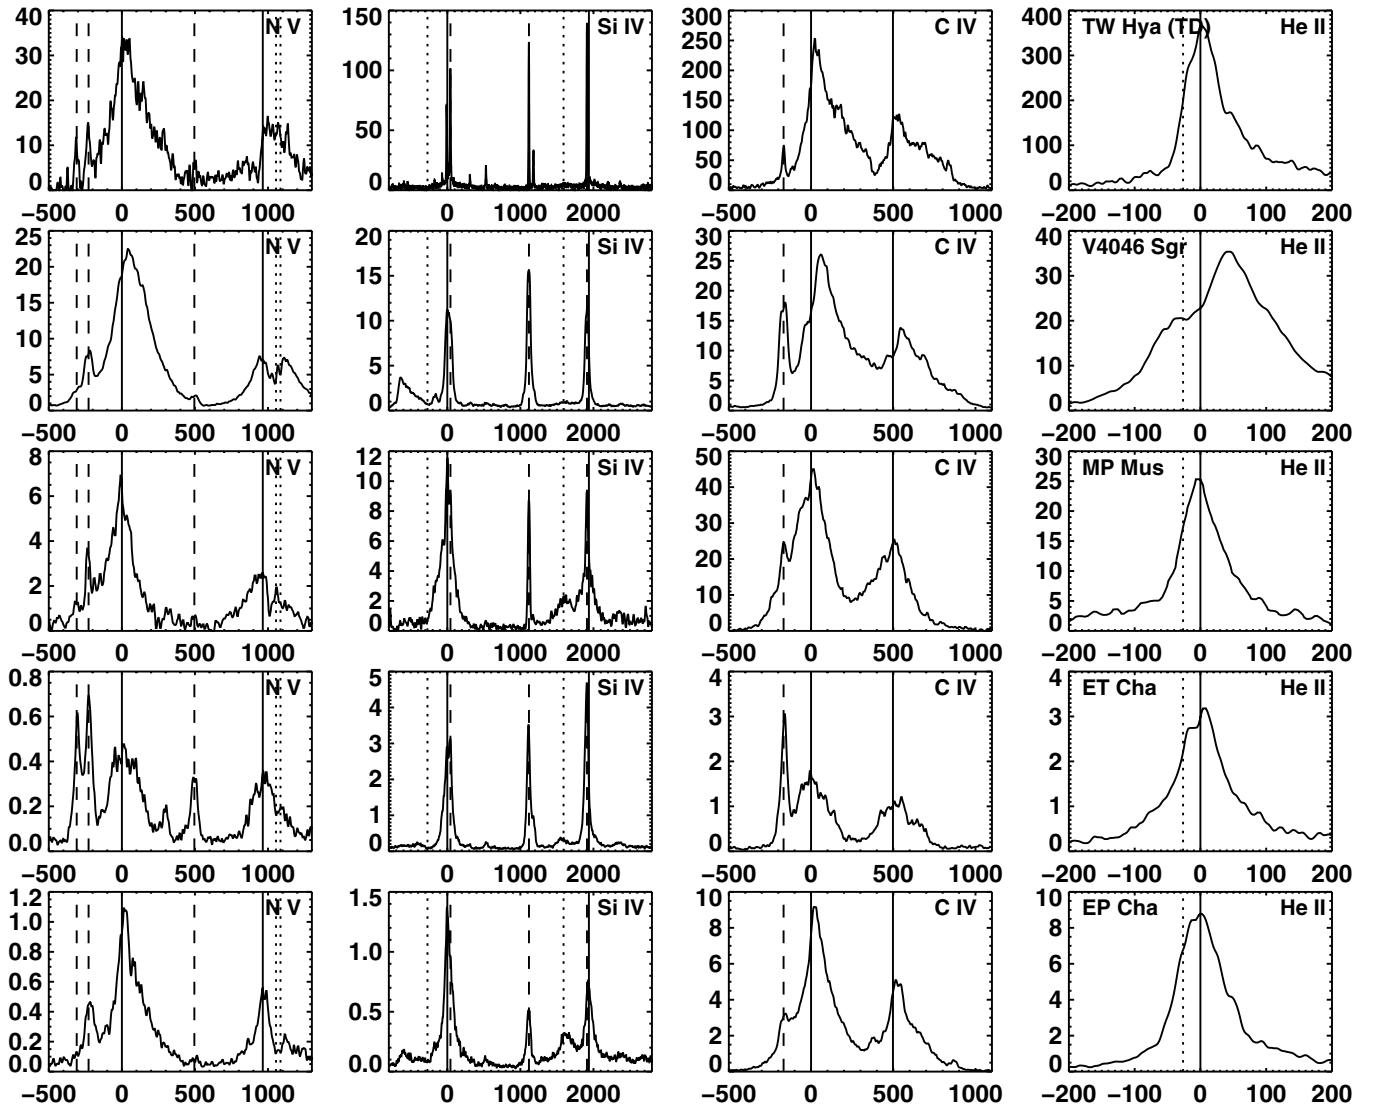 40 N V 150 Si IV 300 C IV 400 TW Hya (TD) He II
30 250 300
20 100 200 200
10 50 150 100
0 0 100 0
50
0
−500 0 500 1000 0 1000 2000 −500 0 500 1000 −200 −100 0 100 200
25 N V 20 Si IV 30 C IV 40 V4046 Sgr He II
20 15 25 30
15 10 20 20
10 5 15 10
5 0 10 0
0 5
0
−500 0 500 1000 0 1000 2000 −500 0 500 1000 −200 −100 0 100 200
8 N V 12 Si IV 50 C IV 30 MP Mus He II
6 10 40 25
4 8 30 20
2 6 20 15
0 4 10 10
2 0 5
0 0
−500 0 500 1000 0 1000 2000 −500 0 500 1000 −200 −100 0 100 200
0.8 N V 5 Si IV 4 C IV 4 ET Cha He II
0.6 4 3 3
0.4 3 2 2
0.2 2 1 1
0.0 1 0 0
0
−500 0 500 1000 0 1000 2000 −500 0 500 1000 −200 −100 0 100 200
1.2 N V 1.5 Si IV 10 C IV 10 EP Cha He II
1.0 1.0 8 8
0.8 0.5 6 6
0.6 0.0 4 4
0.4 2 2
0.2 0 0
0.0
−500 0 500 1000 0 1000 2000 −500 0 500 1000 −200 −100 0 100 200